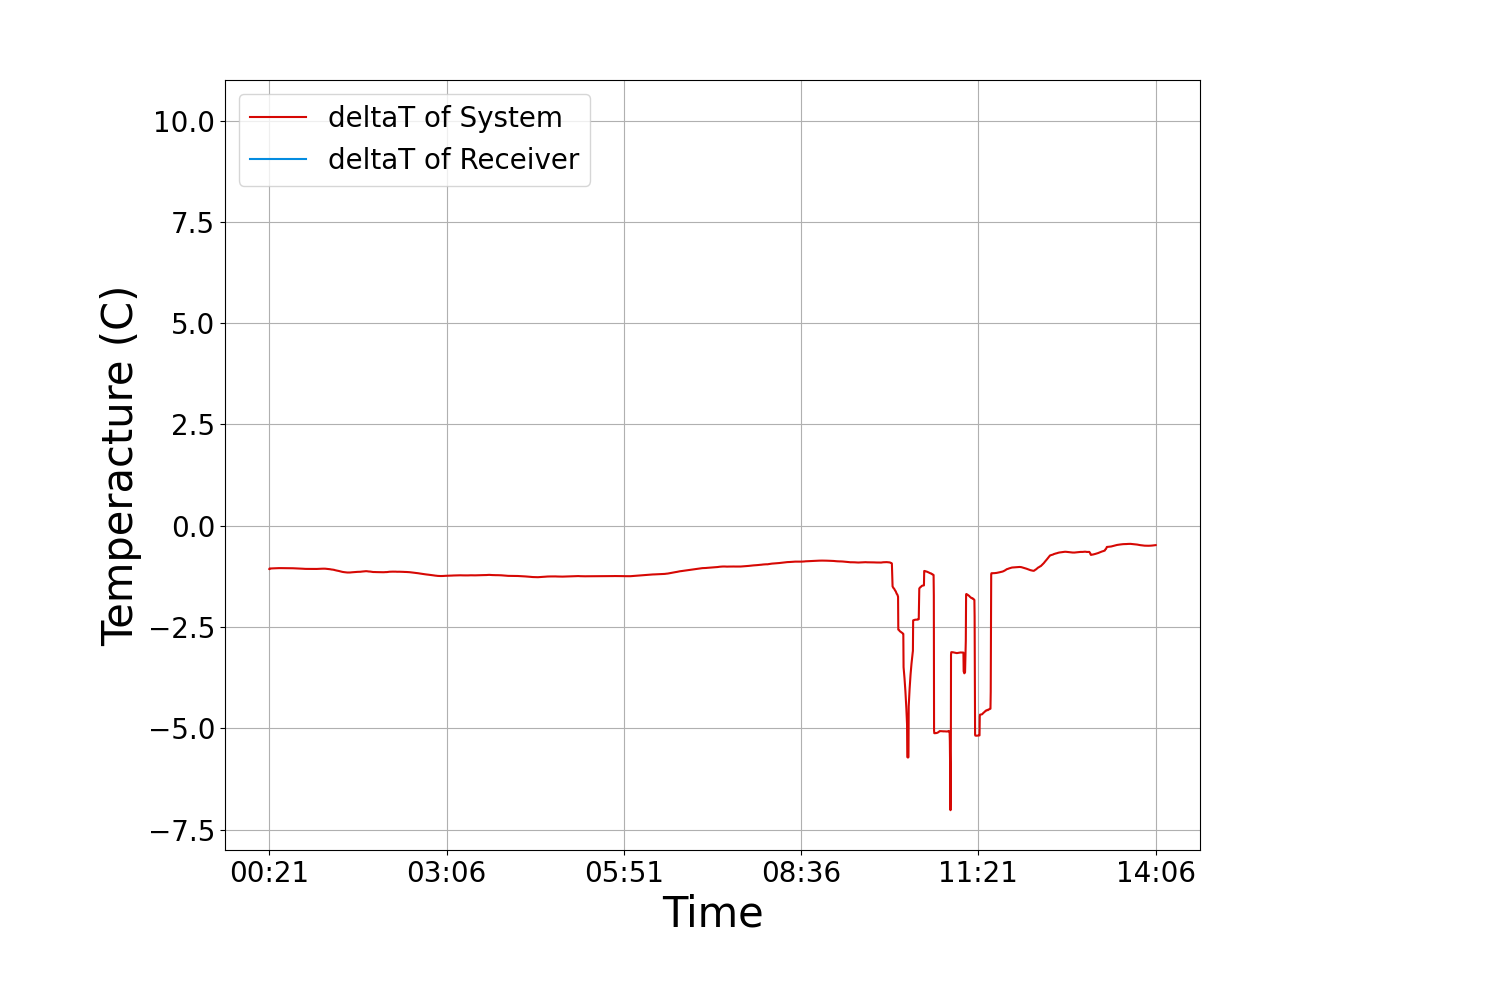 deltaT of System
deltaT of Receiver
10.0
7.5
5.0
2.5
0.0
−2.5
−5.0
−7.5
Temperacture (C)
00:21 03:06 05:51 08:36 11:21 14:06
Time